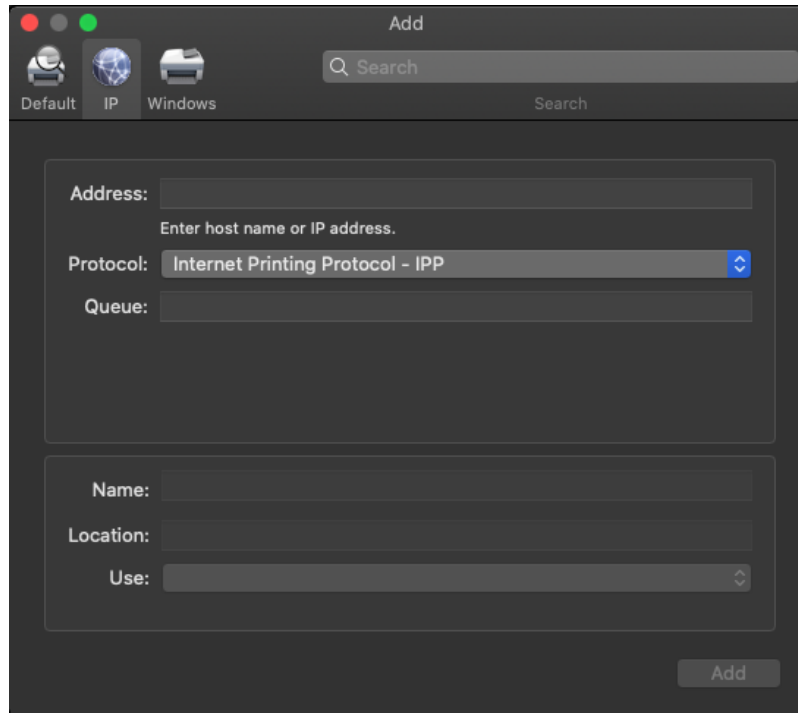 Add
Search
Default IP Windows Search
Address:
Enter host name or IP address.
Protocol: Internet Printing Protocol - IPP
Queue:
Name:
Location:
Use:
Add